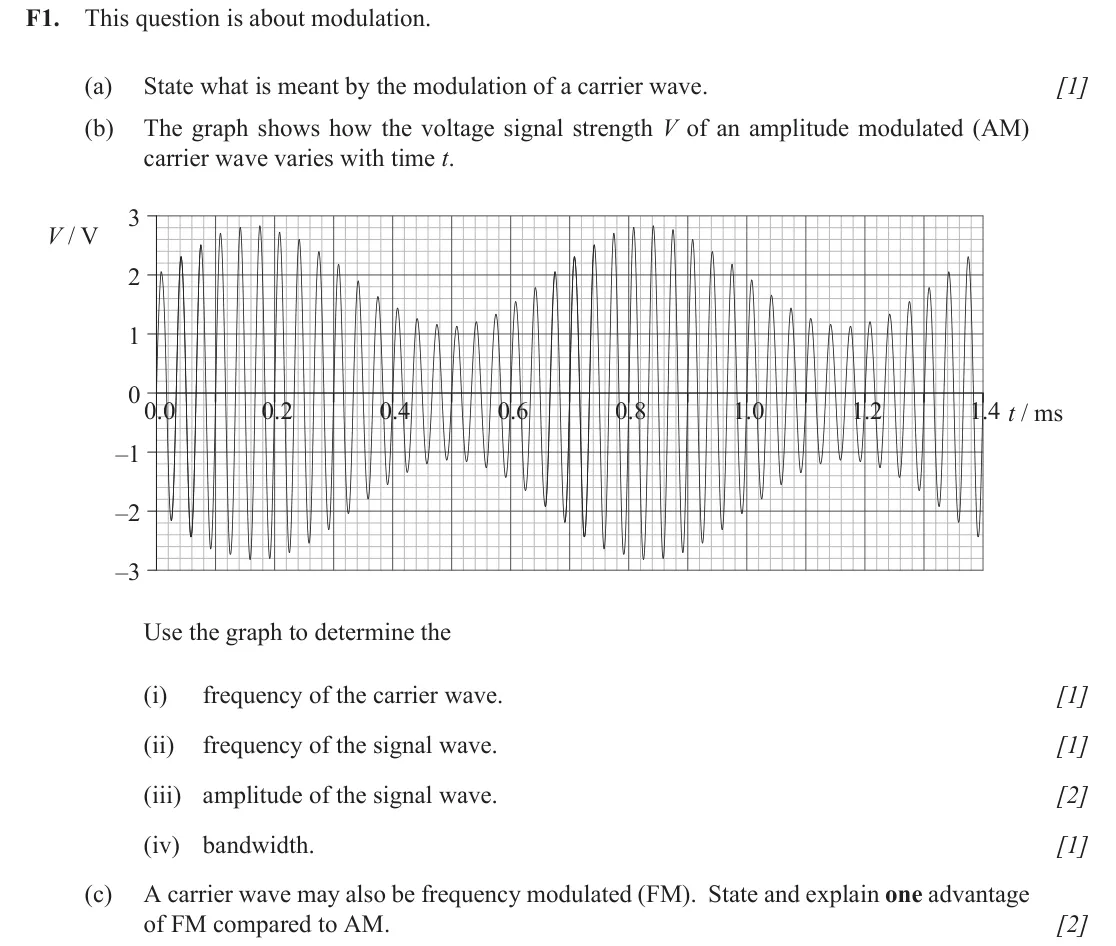 F1. This question is about modulation.
(a) State what is meant by the modulation of a carrier wave. [1]
(b) The graph shows how the voltage signal strength V of an amplitude modulated (AM)
carrier wave varies with time t.
V / V
3
2
1
0
–1
–2
–3
0.0 0.2 0.4 0.6 0.8 1.0 1.2 1.4 t / ms
Use the graph to determine the
(i) frequency of the carrier wave. [1]
(ii) frequency of the signal wave. [1]
(iii) amplitude of the signal wave. [2]
(iv) bandwidth. [1]
(c) A carrier wave may also be frequency modulated (FM). State and explain one advantage
of FM compared to AM. [2]